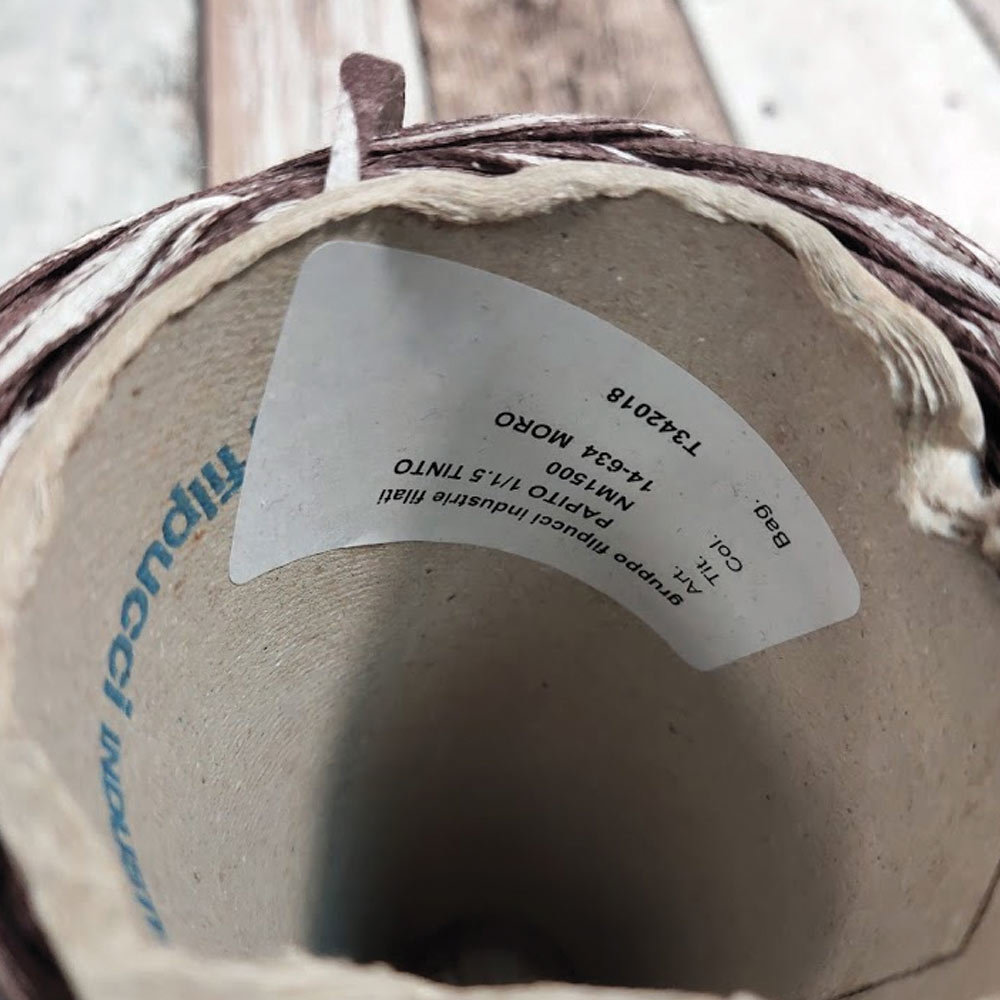 gruppo filpucci industrie filati
Art. PAPITO 1/1.5 TINTO
Tit. NM1500
Col. 14-634 MORO
Bag. T342018
filpucci INDUSTR